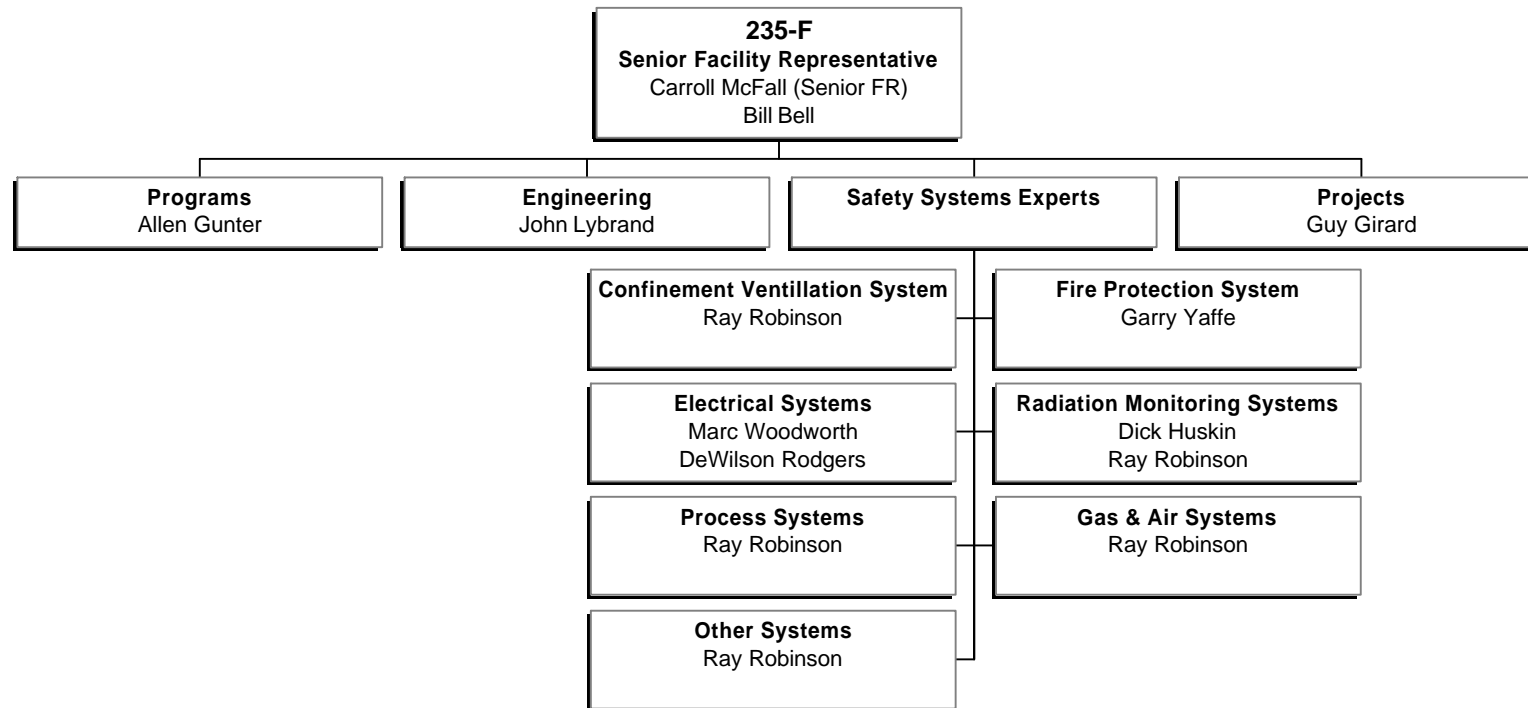 235-F
Senior Facility Representative
Carroll McFall (Senior FR)
Bill Bell
Programs
Allen Gunter
Engineering
John Lybrand
Safety Systems Experts
Projects
Guy Girard
Confinement Ventillation System
Ray Robinson
Fire Protection System
Garry Yaffe
Electrical Systems
Marc Woodworth
DeWilson Rodgers
Radiation Monitoring Systems
Dick Huskin
Ray Robinson
Process Systems
Ray Robinson
Gas & Air Systems
Ray Robinson
Other Systems
Ray Robinson